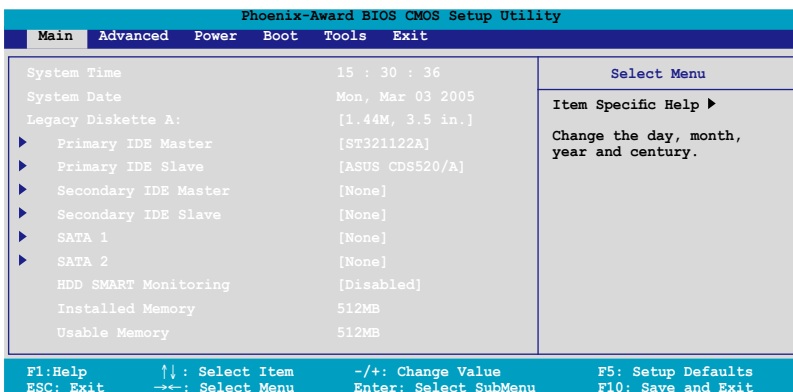 Phoenix-Award BIOS CMOS Setup Utility
Main Advanced Power Boot Tools Exit
System Time 15 : 30 : 36
System Date Mon, Mar 03 2005
Legacy Diskette A: [1.44M, 3.5 in.]
Primary IDE Master [ST321122A]
Primary IDE Slave [ASUS CDS520/A]
Secondary IDE Master [None]
Secondary IDE Slave [None]
SATA 1 [None]
SATA 2 [None]
HDD SMART Monitoring [Disabled]
Installed Memory 512MB
Usable Memory 512MB
Select Menu
Item Specific Help
Change the day, month,
year and century.
F1:Help ↑↓: Select Item -/+: Change Value F5: Setup Defaults
ESC: Exit →←: Select Menu Enter: Select SubMenu F10: Save and Exit